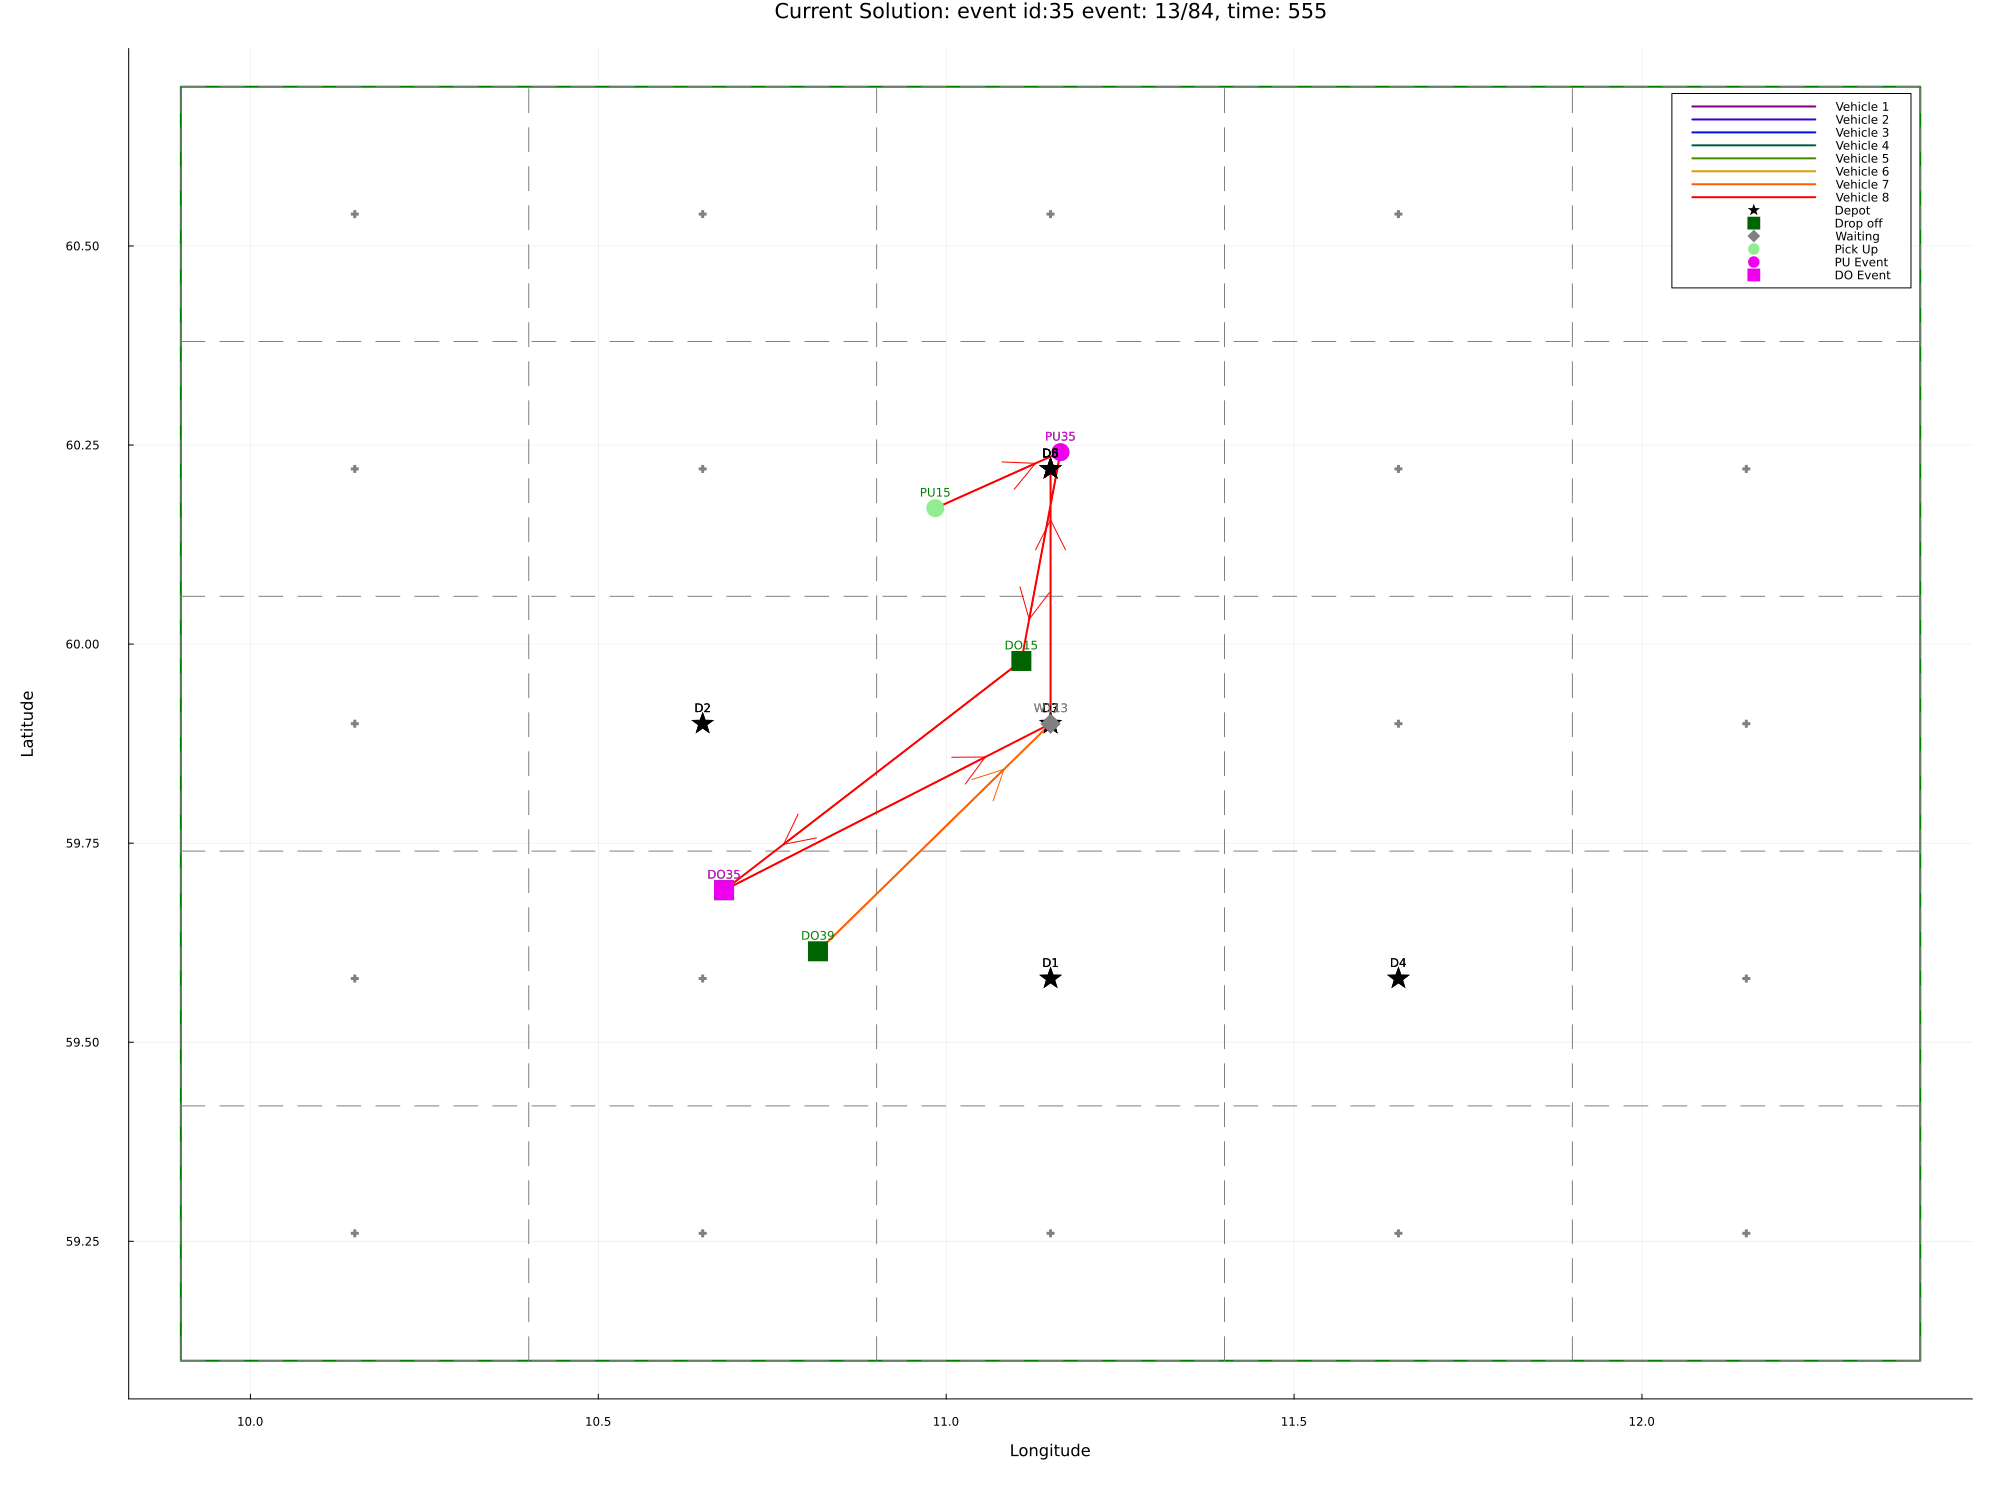 Current Solution: event id:35 event: 13/84, time: 555
Vehicle 1
Vehicle 2
Vehicle 3
Vehicle 4
Vehicle 5
Vehicle 6
Vehicle 7
Vehicle 8
Depot
Drop off
Waiting
Pick Up
PU Event
DO Event
60.50
60.25
60.00
59.75
59.50
59.25
Latitude
PU35
PU15
DO15
D2
DO35
DO39
D1
D4
10.0
10.5
11.0
11.5
12.0
Longitude